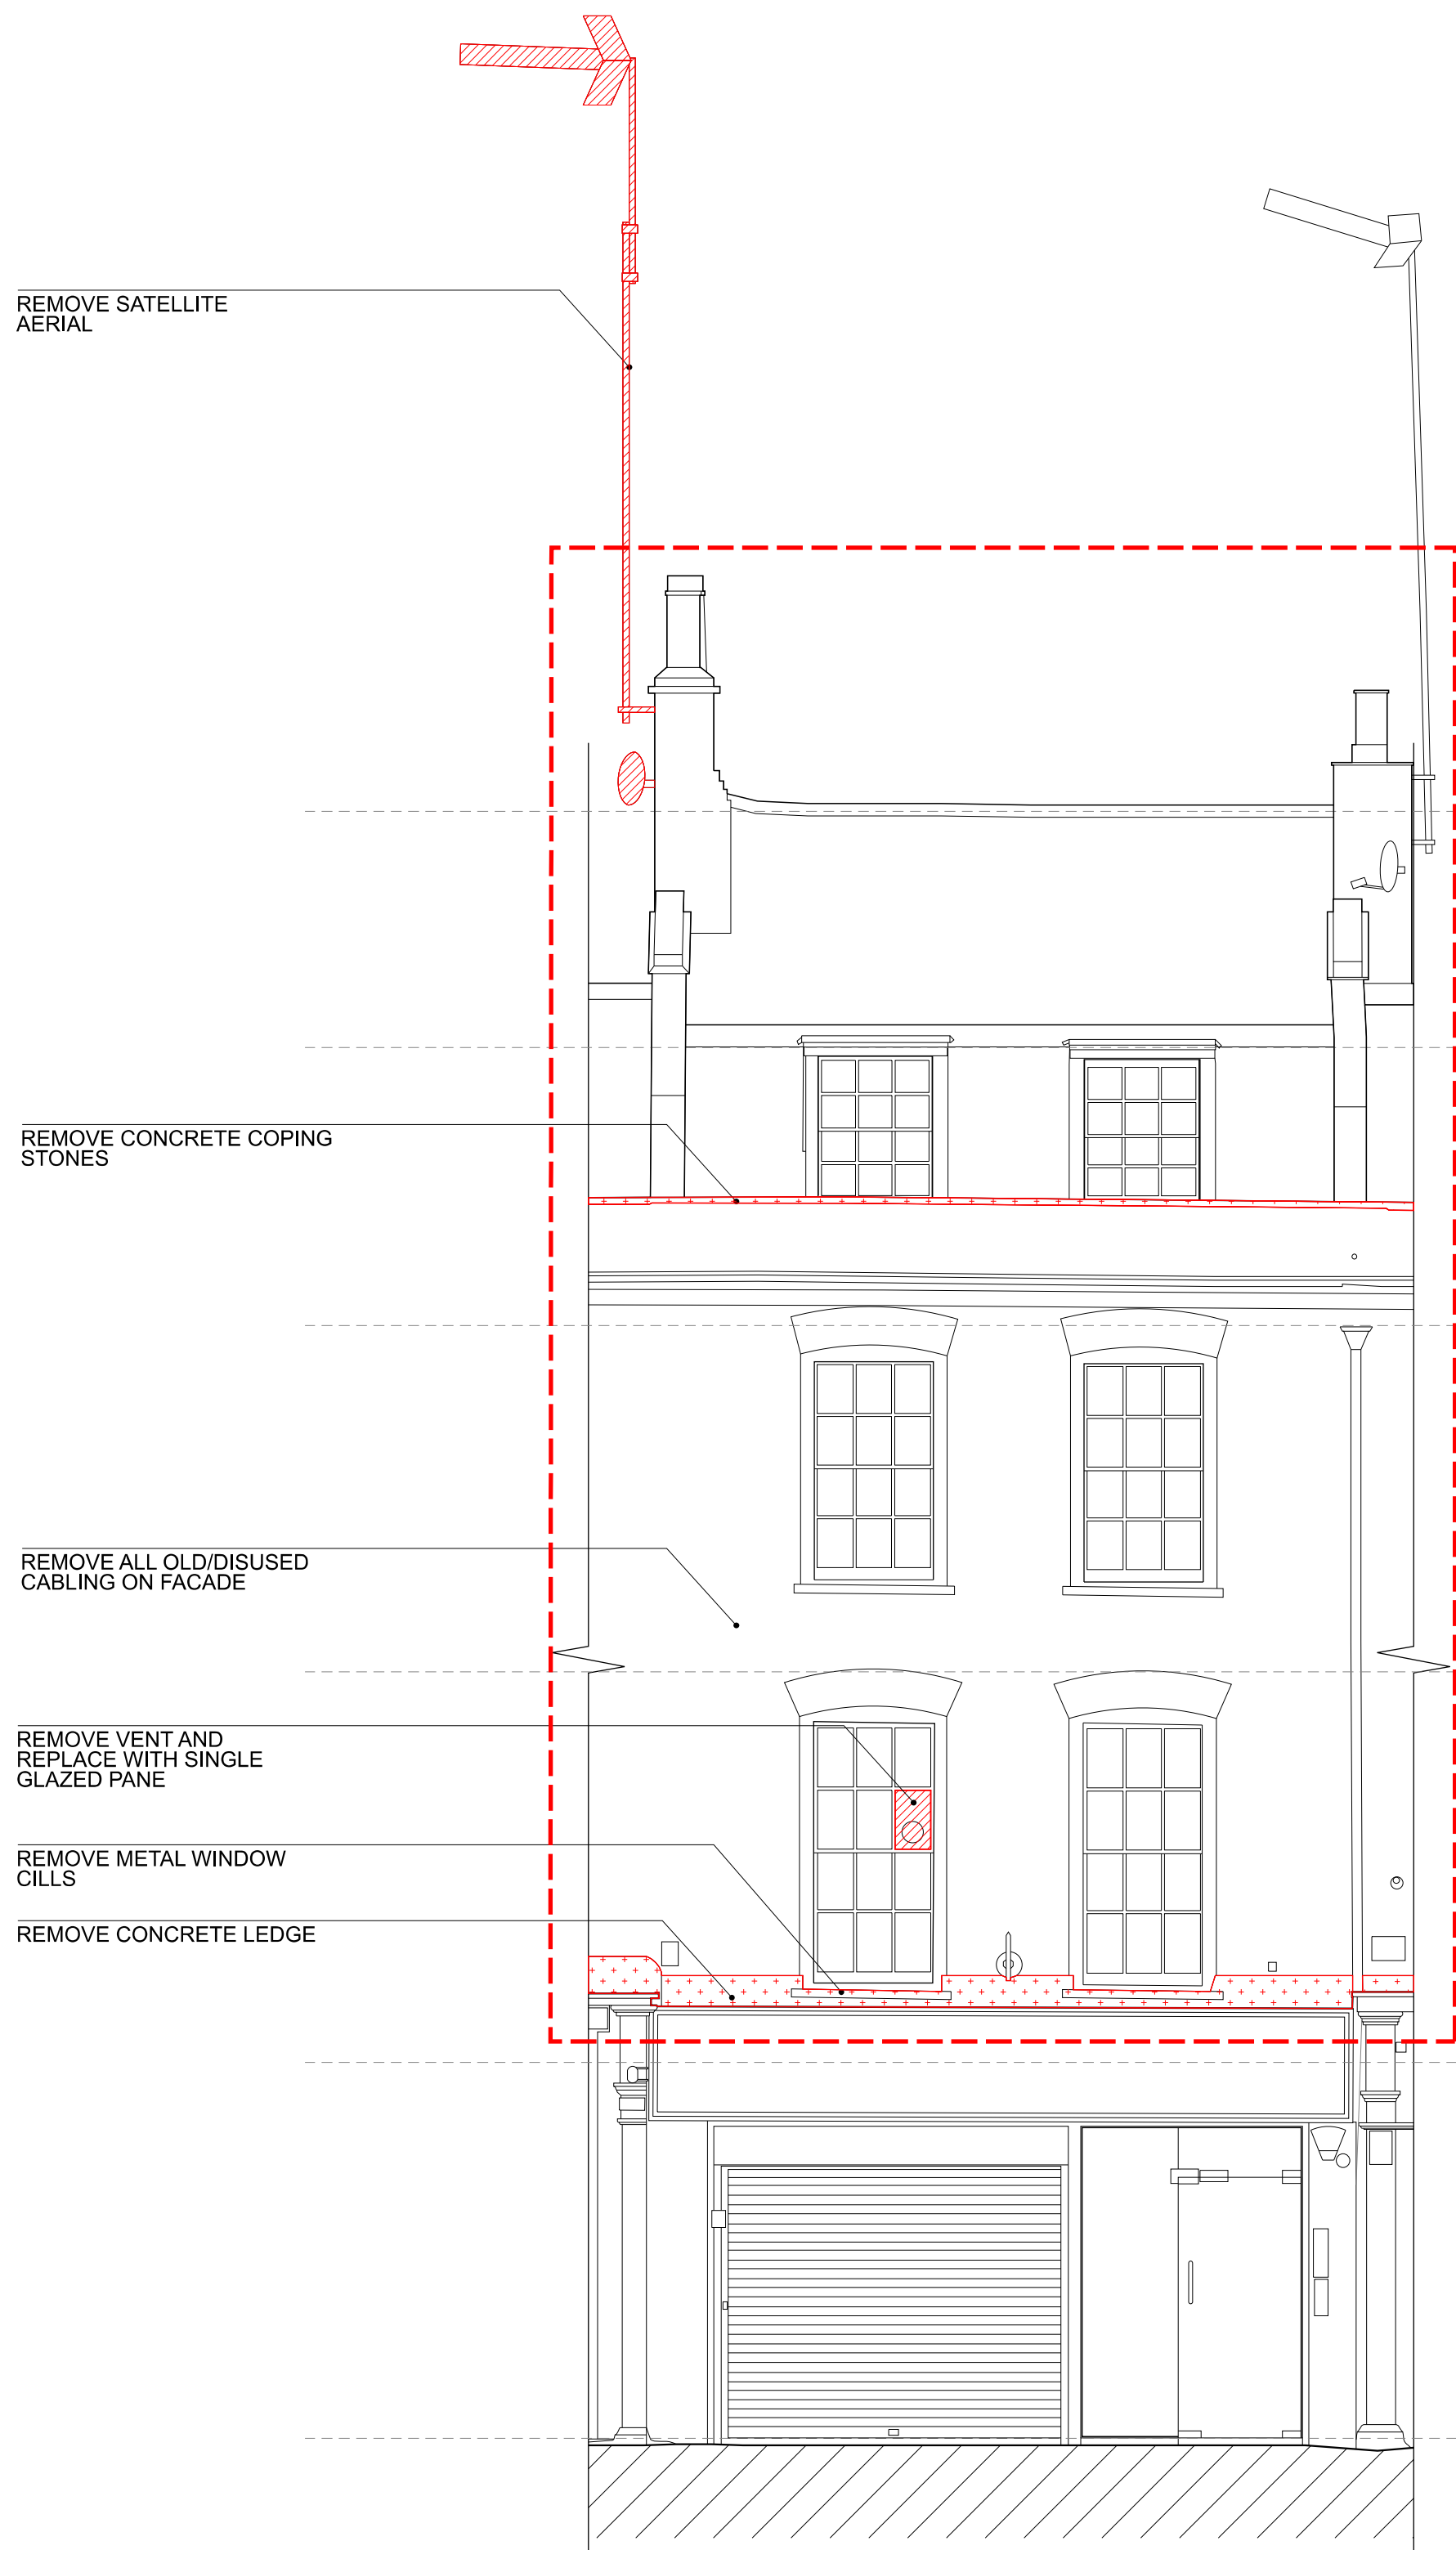 REMOVE SATELLITE
AERIAL
REMOVE CONCRETE COPING
STONES
REMOVE ALL OLD/DISUSED
CABLING ON FACADE
REMOVE VENT AND
REPLACE WITH SINGLE
GLAZED PANE
REMOVE METAL WINDOW
CILLS
REMOVE CONCRETE LEDGE